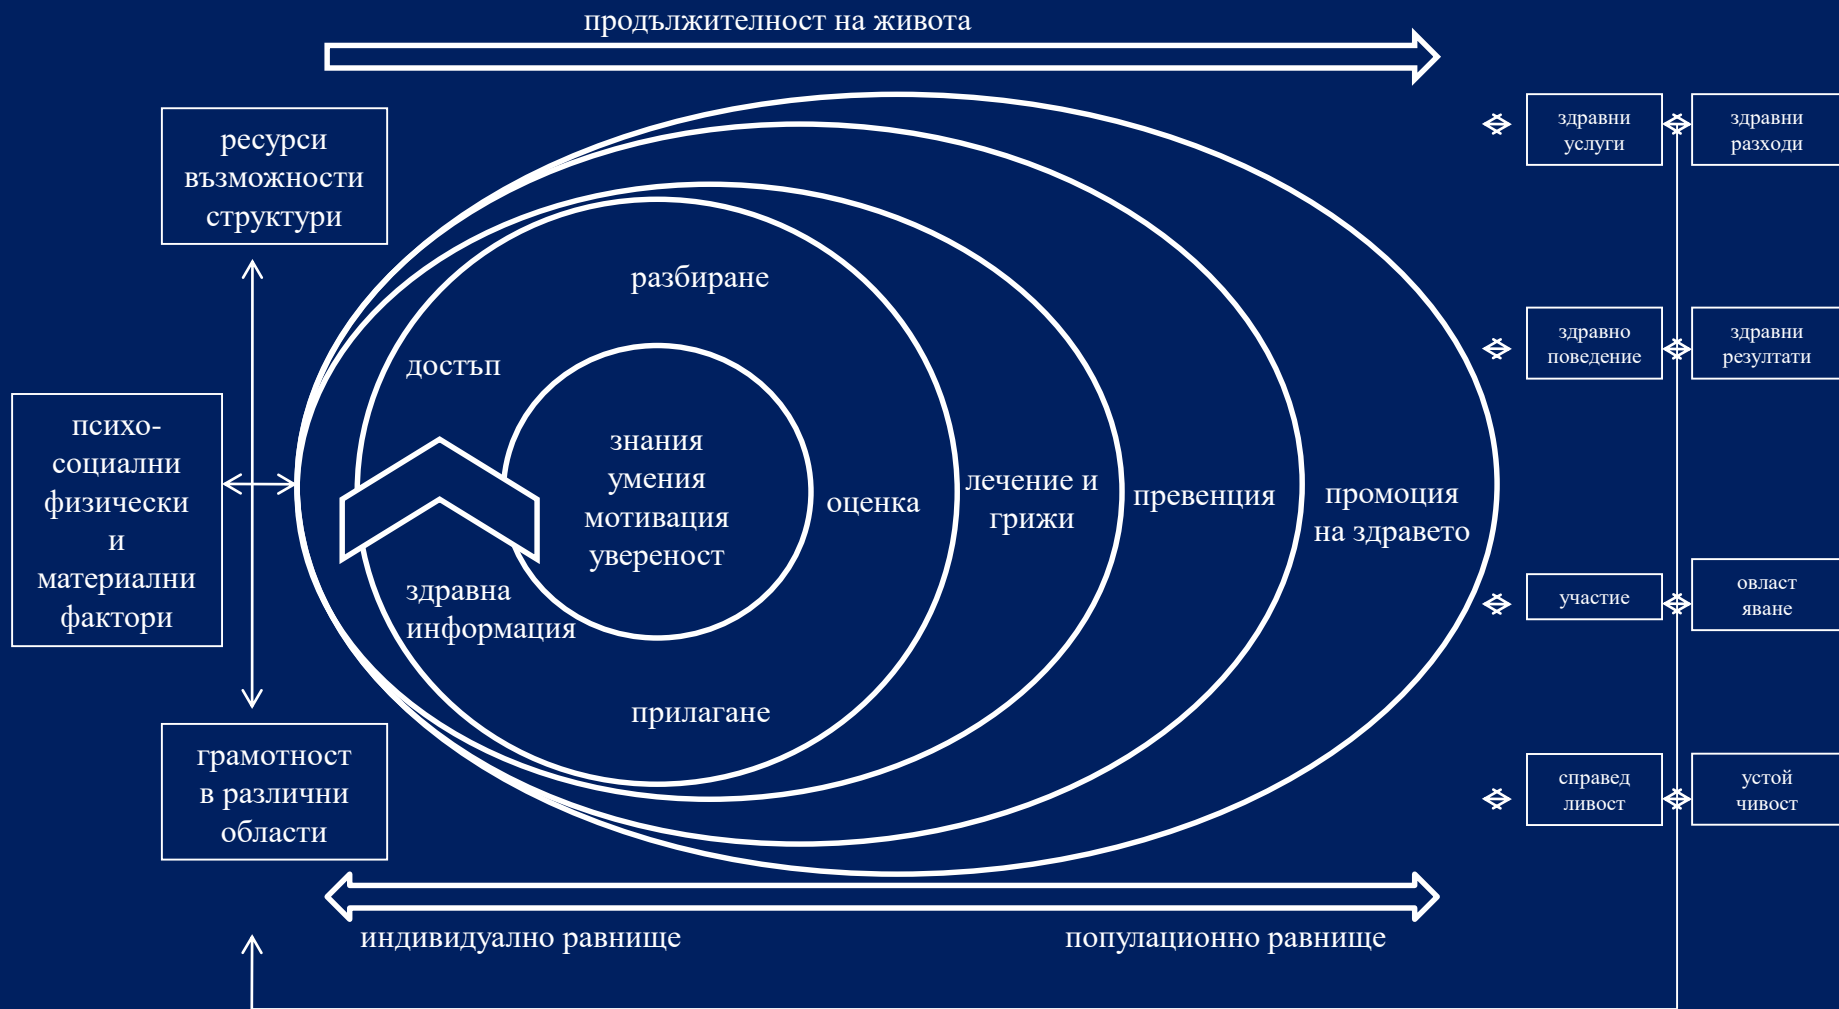 продължителност на живота
ресурси
възможности
структури
психо-
социални
физически
и
материални
фактори
грамотност
в различни
области
разбиране
достъп
знания
умения
мотивация
увереност
оценка
здравна
информация
прилагане
лечение и
грижи
превенция
промоция
на здравето
здравни
услуги
здравни
разходи
здравно
поведение
здравни
резултати
участие
овласт
яване
справед
ливост
устой
чивост
индивидуално равнище
популационно равнище